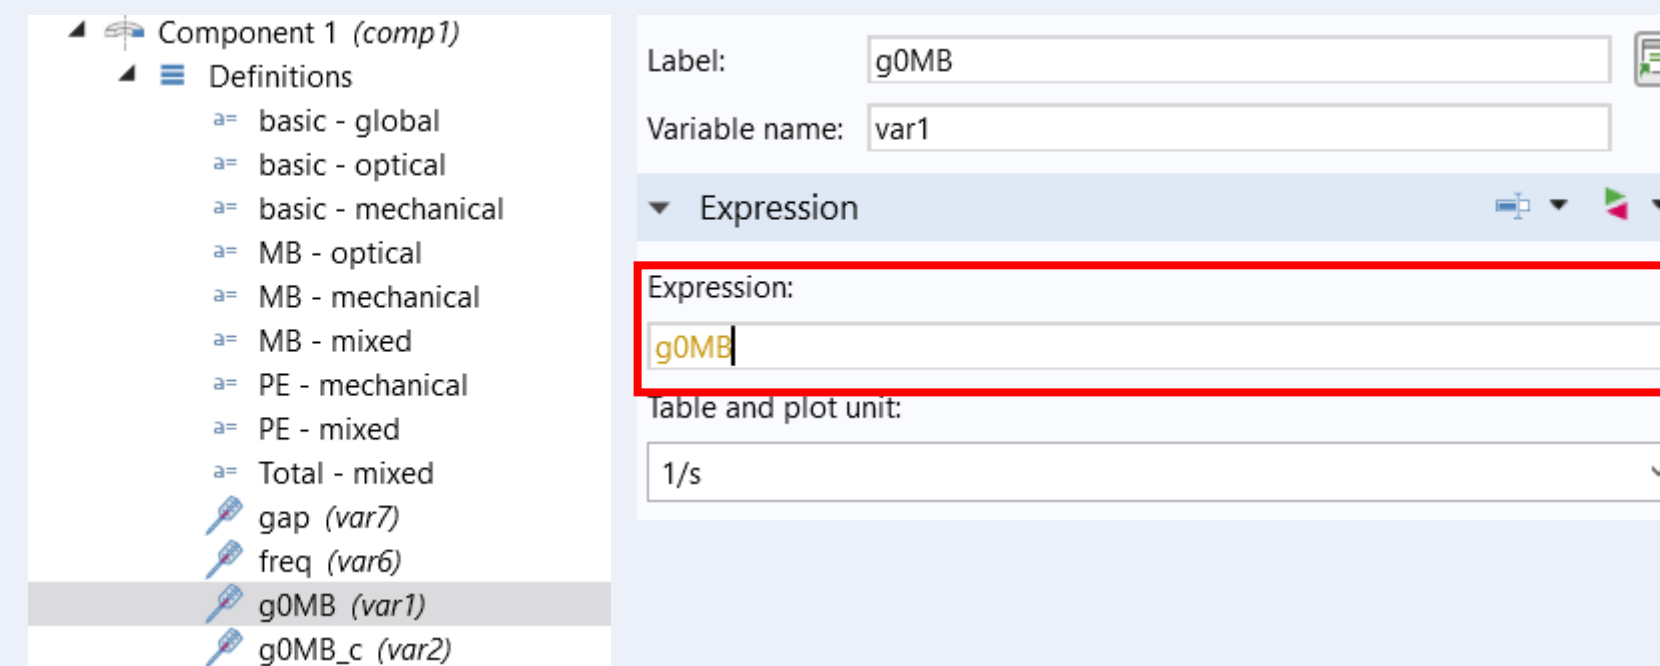 Component 1 (comp1)
Definitions
basic - global
basic - optical
basic - mechanical
MB - optical
MB - mechanical
MB - mixed
PE - mechanical
PE - mixed
Total - mixed
gap (var7)
freq (var6)
g0MB (var1)
g0MB_c (var2)
Label: g0MB
Variable name: var1
Expression
Expression:
g0MB
Table and plot unit:
1/s